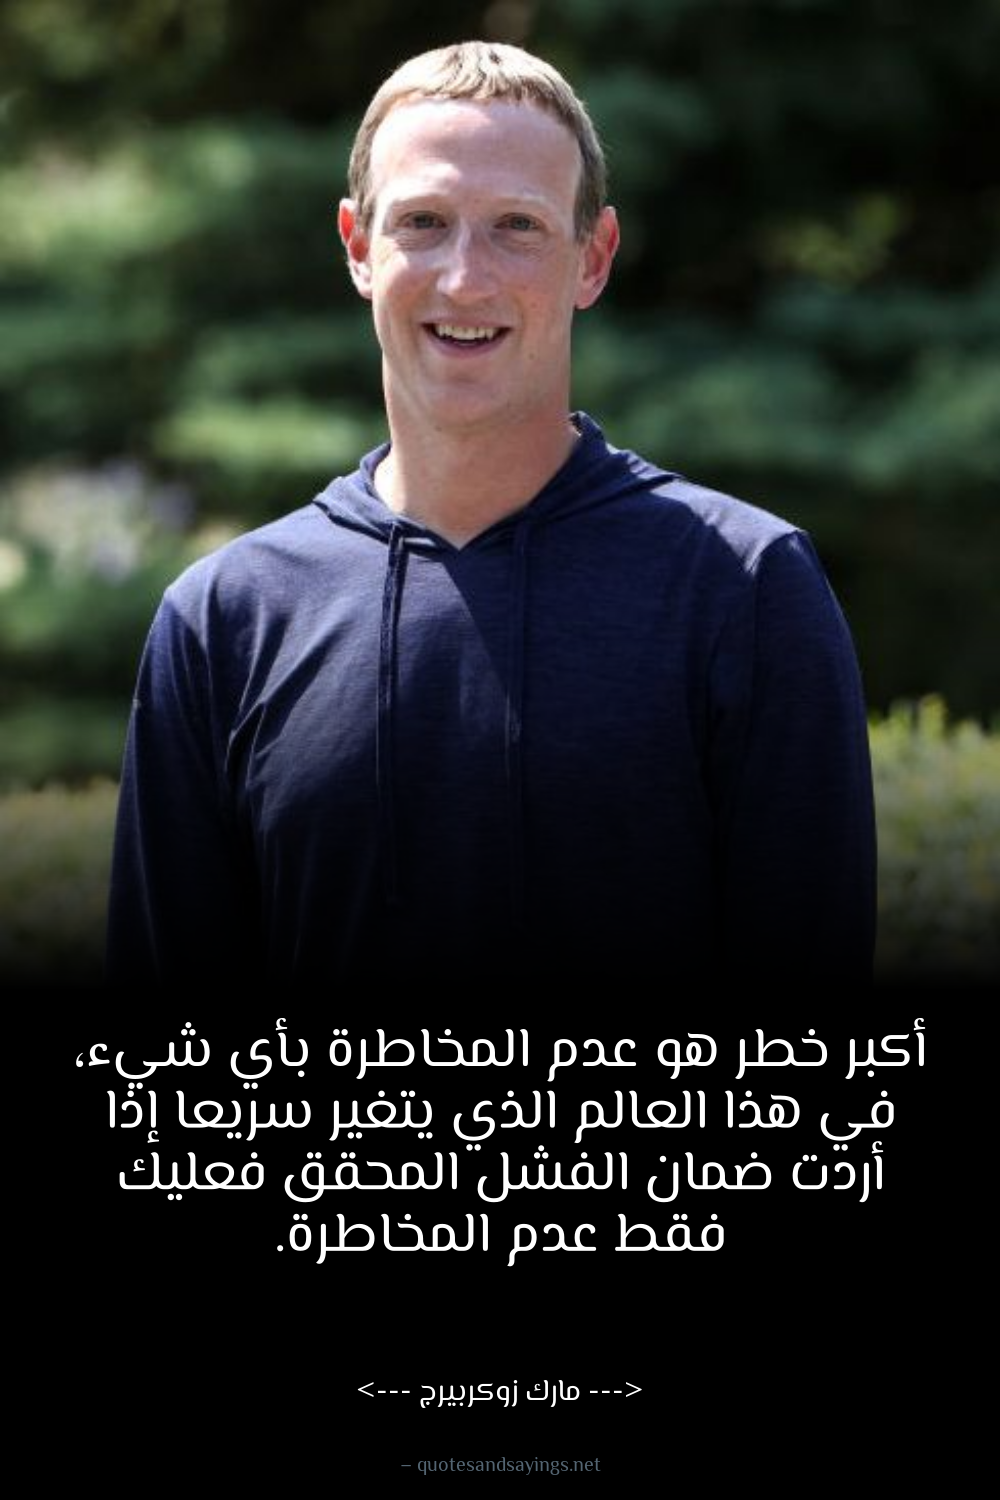 أكبر خطر هو عدم المخاطرة بأي شيء،
في هذا العالم الذي يتغير سريعا إذا
أردت ضمان الفشل المحقق فعليك
فقط عدم المخاطرة.
<--- مارك زوكربيرج --->
– quotesandsayings.net